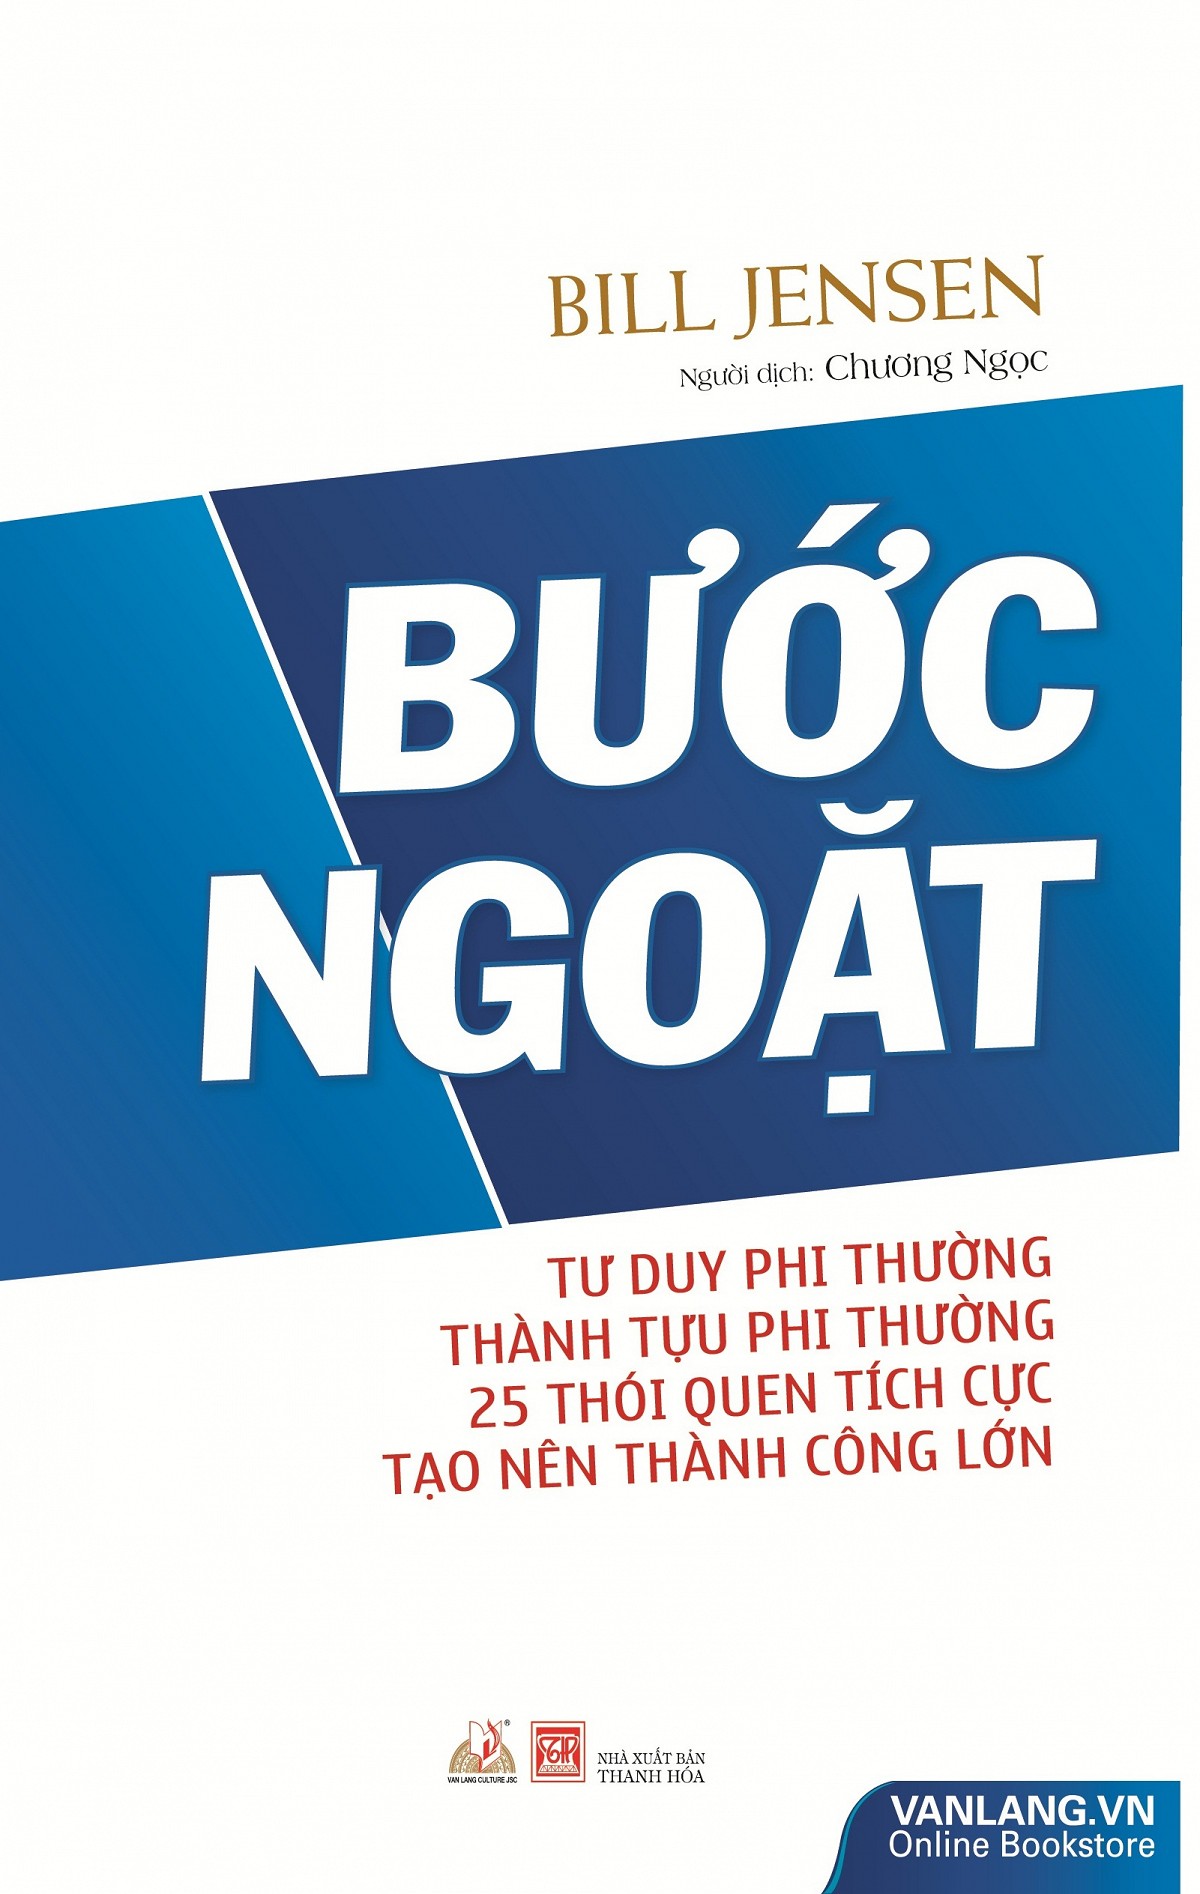 BILL JENSEN
Người dịch: Chương Ngọc
BƯỚC
NGOẶT
TƯ DUY PHI THƯỜNG
THÀNH TỰU PHI THƯỜNG
25 THÓI QUEN TÍCH CỰC
TẠO NÊN THÀNH CÔNG LỚN
®
VAN LANG CULTURE JSC
NHÀ XUẤT BẢN
THANH HÓA
VANLANG.VN
Online Bookstore